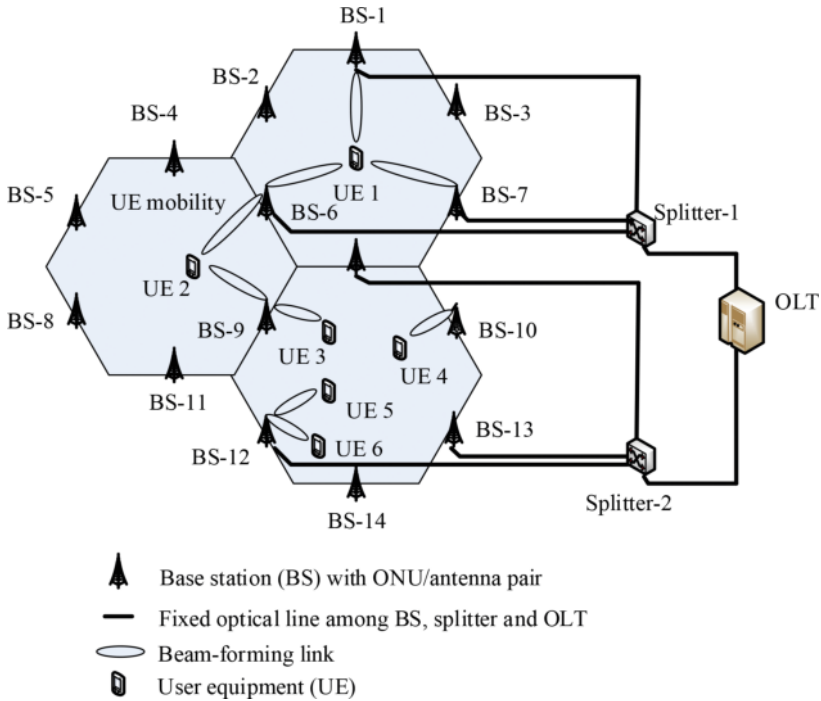 BS-1
BS-2
BS-3
BS-4
UE 1
BS-5
UE mobility
BS-6
BS-7
Splitter-1
UE 2
OLT
BS-8
BS-9
UE 3
BS-10
UE 4
BS-11
UE 5
BS-12
UE 6
BS-13
BS-14
Splitter-2
Base station (BS) with ONU/antenna pair
Fixed optical line among BS, splitter and OLT
Beam-forming link
User equipment (UE)